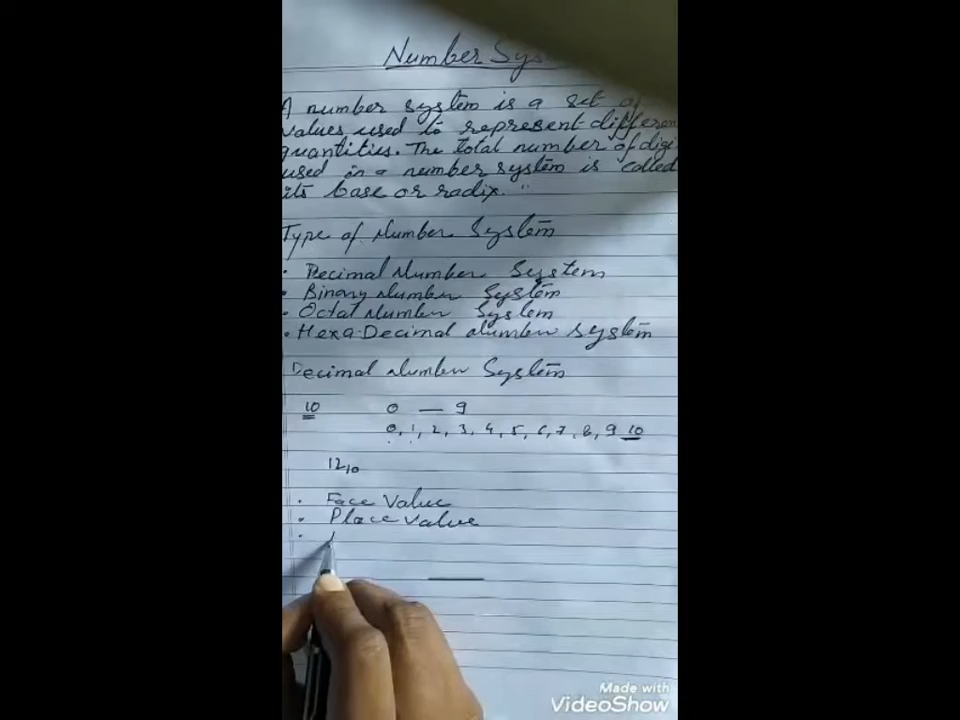 Number Sys
A number system is a set of
values used to represent differen
quantities. The total number of digi
used in a number system is called
its base or radix."
Type of Number System
• Decimal Number System
• Binary Number System
• Octal Number System
• Hexa-Decimal Number System
Decimal Number System
10 0 — 9
0, 1, 2, 3, 4, 5, 6, 7, 8, 9 10
12₁₀
• Face Value
• Place Value
•
Made with
VideoShow